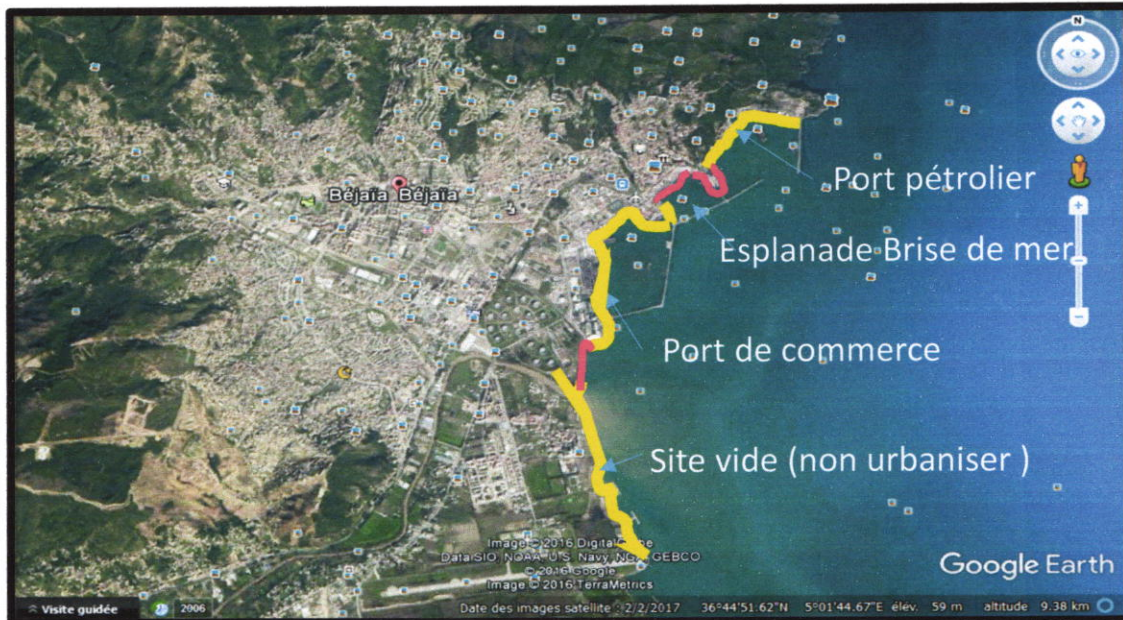 N
Port pétrolier
Béjaïa Béjaïa
Esplanade Brise de mer
Port de commerce
Site vide (non urbaniser )
Image © 2016 DigitalGlobe
Data SIO, NOAA, U.S. Navy, NGA, GEBCO
© 2016 Google
Image © 2016 TerraMetrics
Google Earth
Visite guidée
2006
Date des images satellite : 2/2/2017 36°44'51.62"N 5°01'44.67"E élév. 59 m altitude 9.38 km